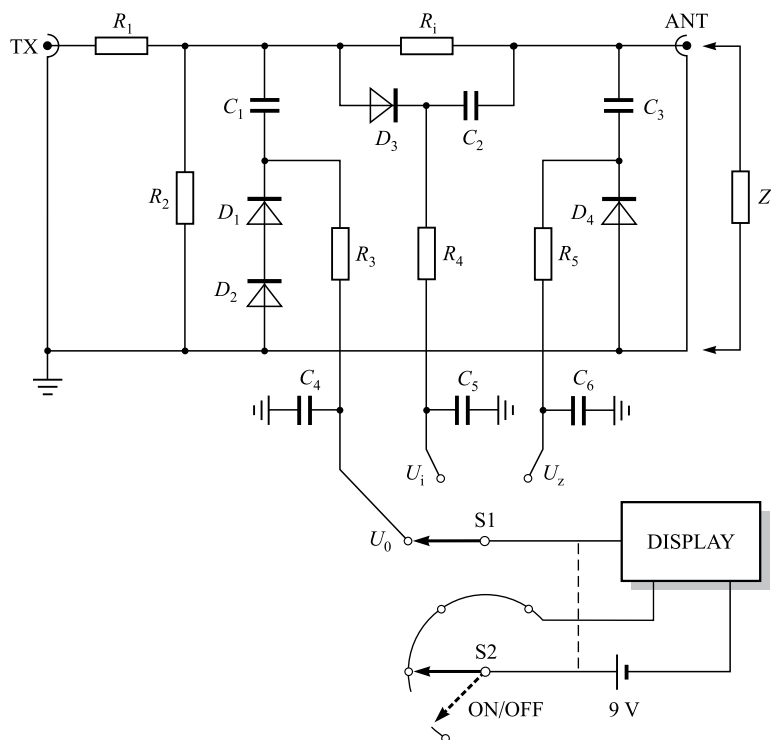 R1
Ri
TX
ANT
C1
C3
D3
C2
R2
D1
R3
R4
R5
D4
Z
D2
C4
C5
C6
Ui
Uz
S1
U0
DISPLAY
S2
ON/OFF
9 V